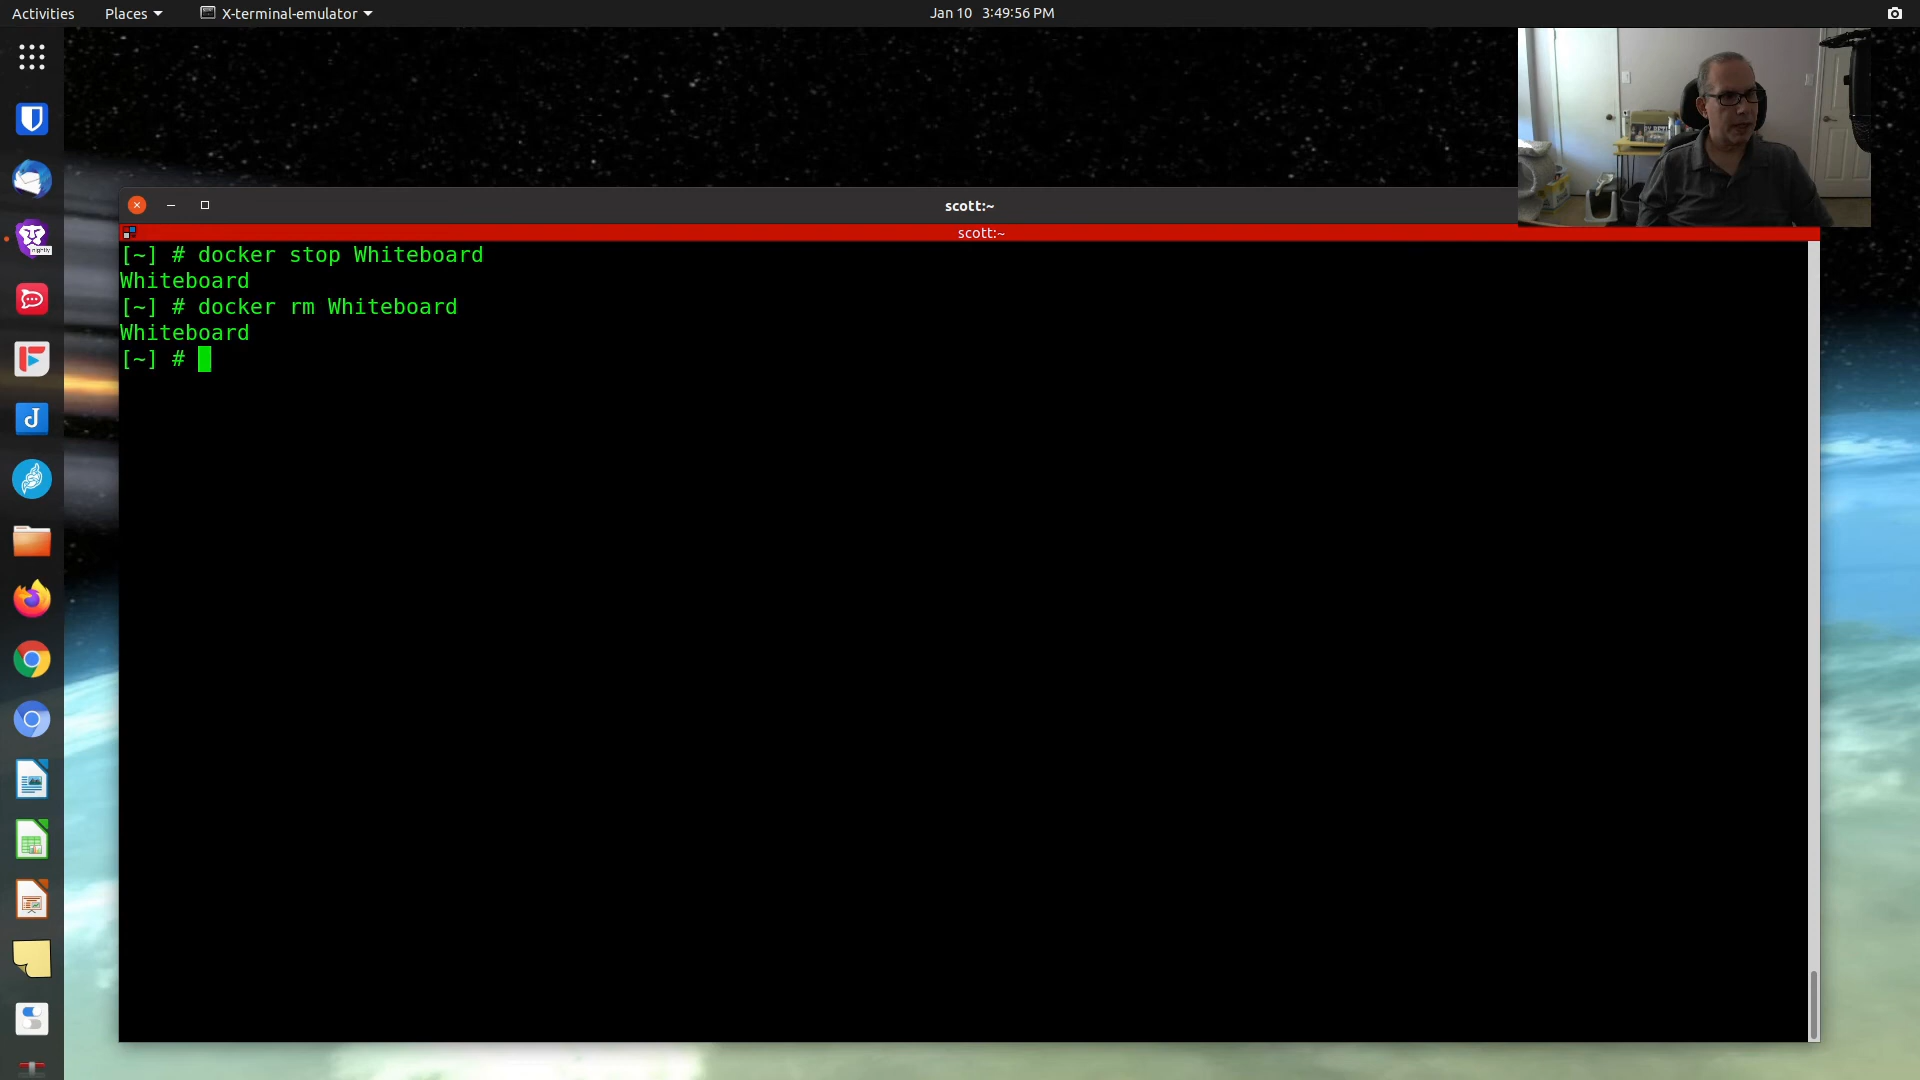 Activities Places X-terminal-emulator Jan 10 3:49:56 PM
scott:~
scott:~
[~] # docker stop Whiteboard
Whiteboard
[~] # docker rm Whiteboard
Whiteboard
[~] #
nightly